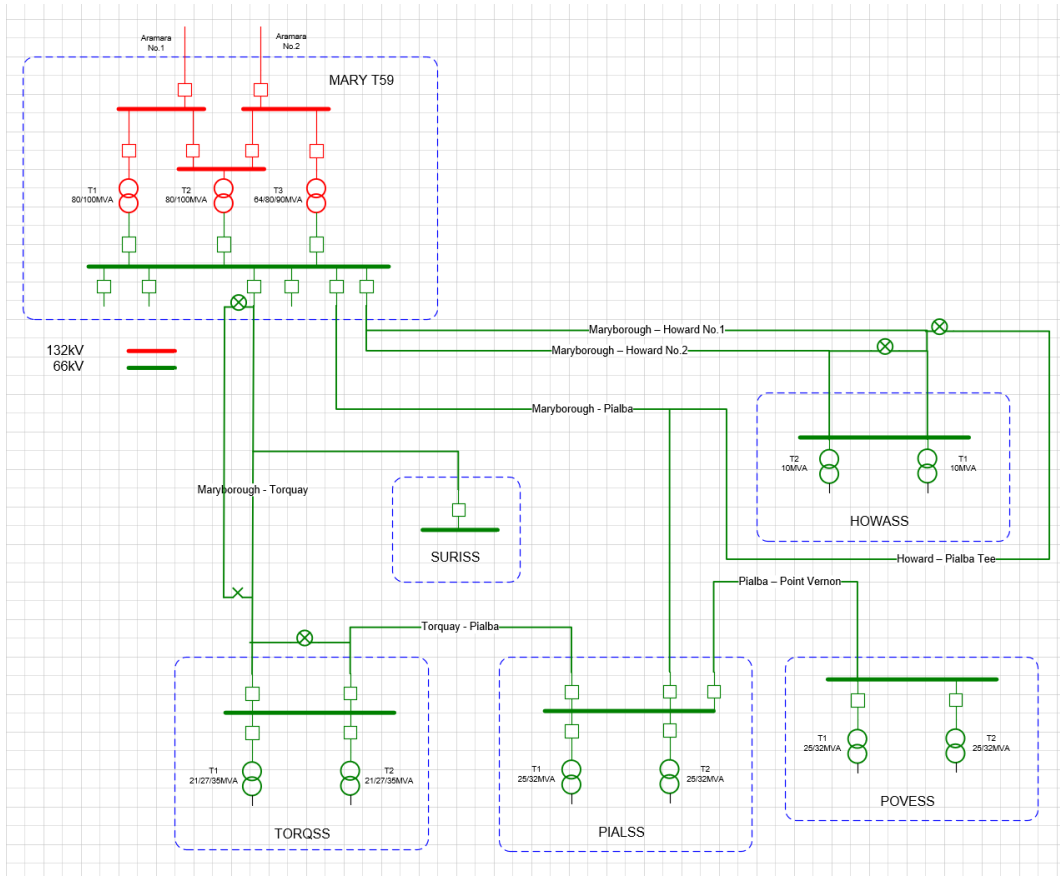 Aramara
No.1
Aramara
No.2
MARY T59
T1
80/100MVA
T2
80/100MVA
T3
64/80/90MVA
132kV
66kV
Maryborough – Howard No.1
Maryborough – Howard No.2
Maryborough - Pialba
T2
10MVA
T1
10MVA
HOWASS
Maryborough - Torquay
SURISS
Howard – Pialba Tee
Pialba – Point Vernon
Torquay - Pialba
T1
21/27/35MVA
T2
21/27/35MVA
TORQSS
T1
25/32MVA
T2
25/32MVA
PIALSS
T1
25/32MVA
T2
25/32MVA
POVESS